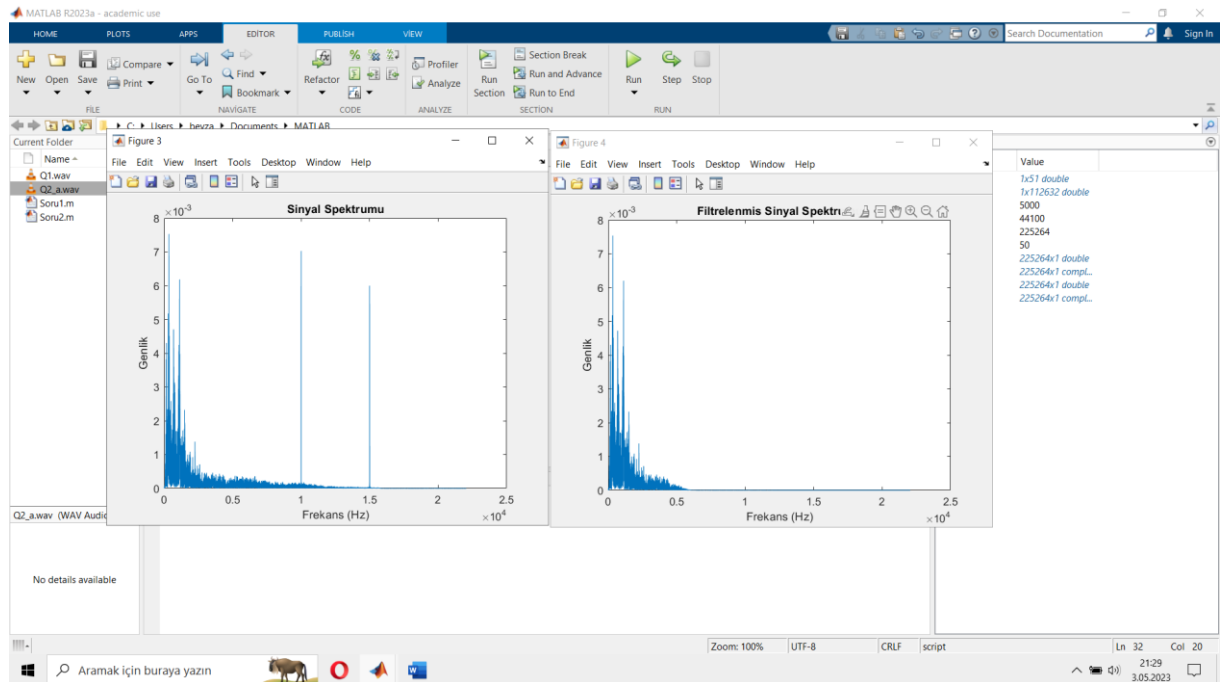 MATLAB R2023a - academic use
HOME PLOTS APPS EDITOR PUBLISH VIEW
Search Documentation
Sign In
New Open Save
Compare
Print
FILE
Go To
Find
Bookmark
NAVIGATE
Refactor
CODE
Profiler
Analyze
ANALYZE
Run Section
Section Break
Run and Advance
Run to End
SECTION
Run Step Stop
RUN
C: Users beyza Documents MATLAB
Current Folder
Name
Q1.wav
Q2_a.wav
Soru1.m
Soru2.m
Figure 3
File Edit View Insert Tools Desktop Window Help
Sinyal Spektrumu
×10-3
8
7
6
5
4
3
2
1
0
Genlik
0 0.5 1 1.5 2 2.5
Frekans (Hz)
×104
Figure 4
File Edit View Insert Tools Desktop Window Help
Filtrelenmis Sinyal Spektru
×10-3
8
7
6
5
4
3
2
1
0
Genlik
0 0.5 1 1.5 2 2.5
Frekans (Hz)
×104
Value
1x51 double
1x112632 double
5000
44100
225264
50
225264x1 double
225264x1 compl...
225264x1 double
225264x1 compl...
Q2_a.wav (WAV Audic
No details available
Zoom: 100% UTF-8 CRLF script Ln 32 Col 20
Aramak için buraya yazın
21:29
3.05.2023